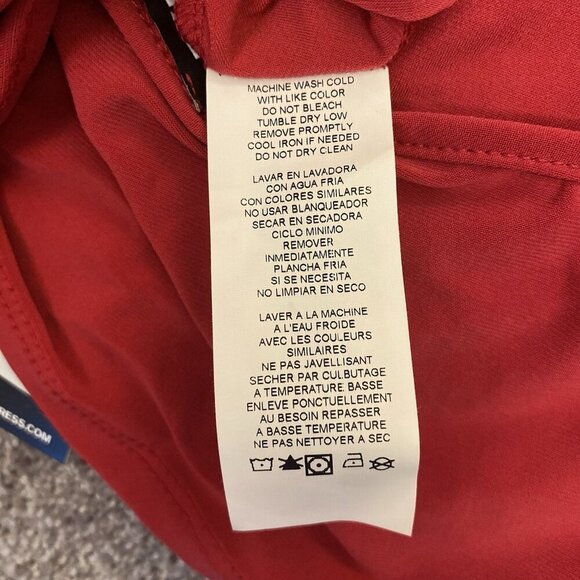 MACHINE WASH COLD
WITH LIKE COLOR
DO NOT BLEACH
TUMBLE DRY LOW
REMOVE PROMPTLY
COOL IRON IF NEEDED
DO NOT DRY CLEAN
LAVAR EN LAVADORA
CON AGUA FRIA
CON COLORES SIMILARES
NO USAR BLANQUEADOR
SECAR EN SECADORA
CICLO MINIMO
REMOVER
INMEDIATAMENTE
PLANCHA FRIA
SI SE NECESITA
NO LIMPIAR EN SECO
LAVER A LA MACHINE
A L'EAU FROIDE
AVEC LES COULEURS
SIMILAIRES
NE PAS JAVELLISANT
SECHER PAR CULBUTAGE
A TEMPERATURE BASSE
ENLEVE PONCTUELLEMENT
AU BESOIN REPASSER
A BASSE TEMPERATURE
NE PAS NETTOYER A SEC
RESS.COM